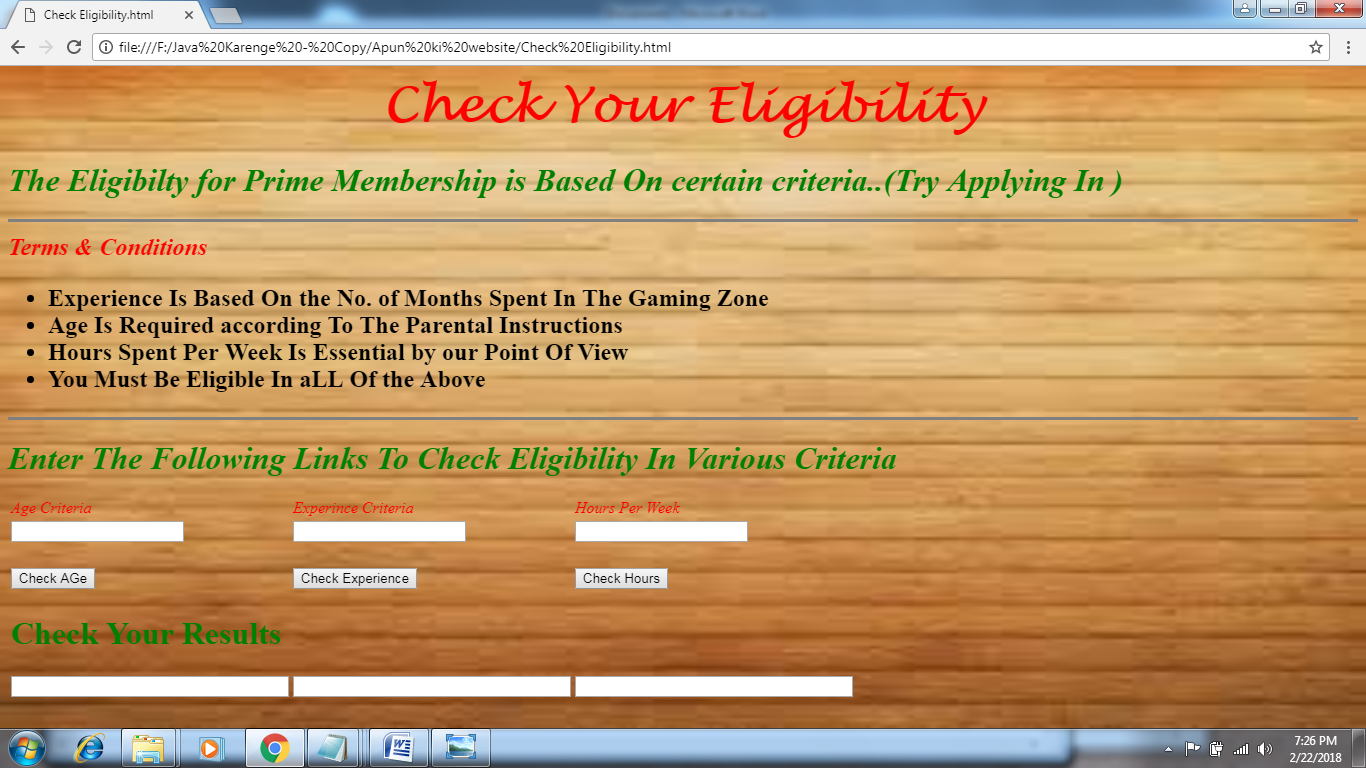 Check Eligibility.html
file:///F:/Java%20Karenge%20-%20Copy/Apun%20ki%20website/Check%20Eligibility.html
Check Your Eligibility
The Eligibilty for Prime Membership is Based On certain criteria..(Try Applying In )
Terms & Conditions
• Experience Is Based On the No. of Months Spent In The Gaming Zone
• Age Is Required according To The Parental Instructions
• Hours Spent Per Week Is Essential by our Point Of View
• You Must Be Eligible In aLL Of the Above
Enter The Following Links To Check Eligibility In Various Criteria
Age Criteria Experince Criteria Hours Per Week
Check AGe Check Experience Check Hours
Check Your Results
7:26 PM
2/22/2018